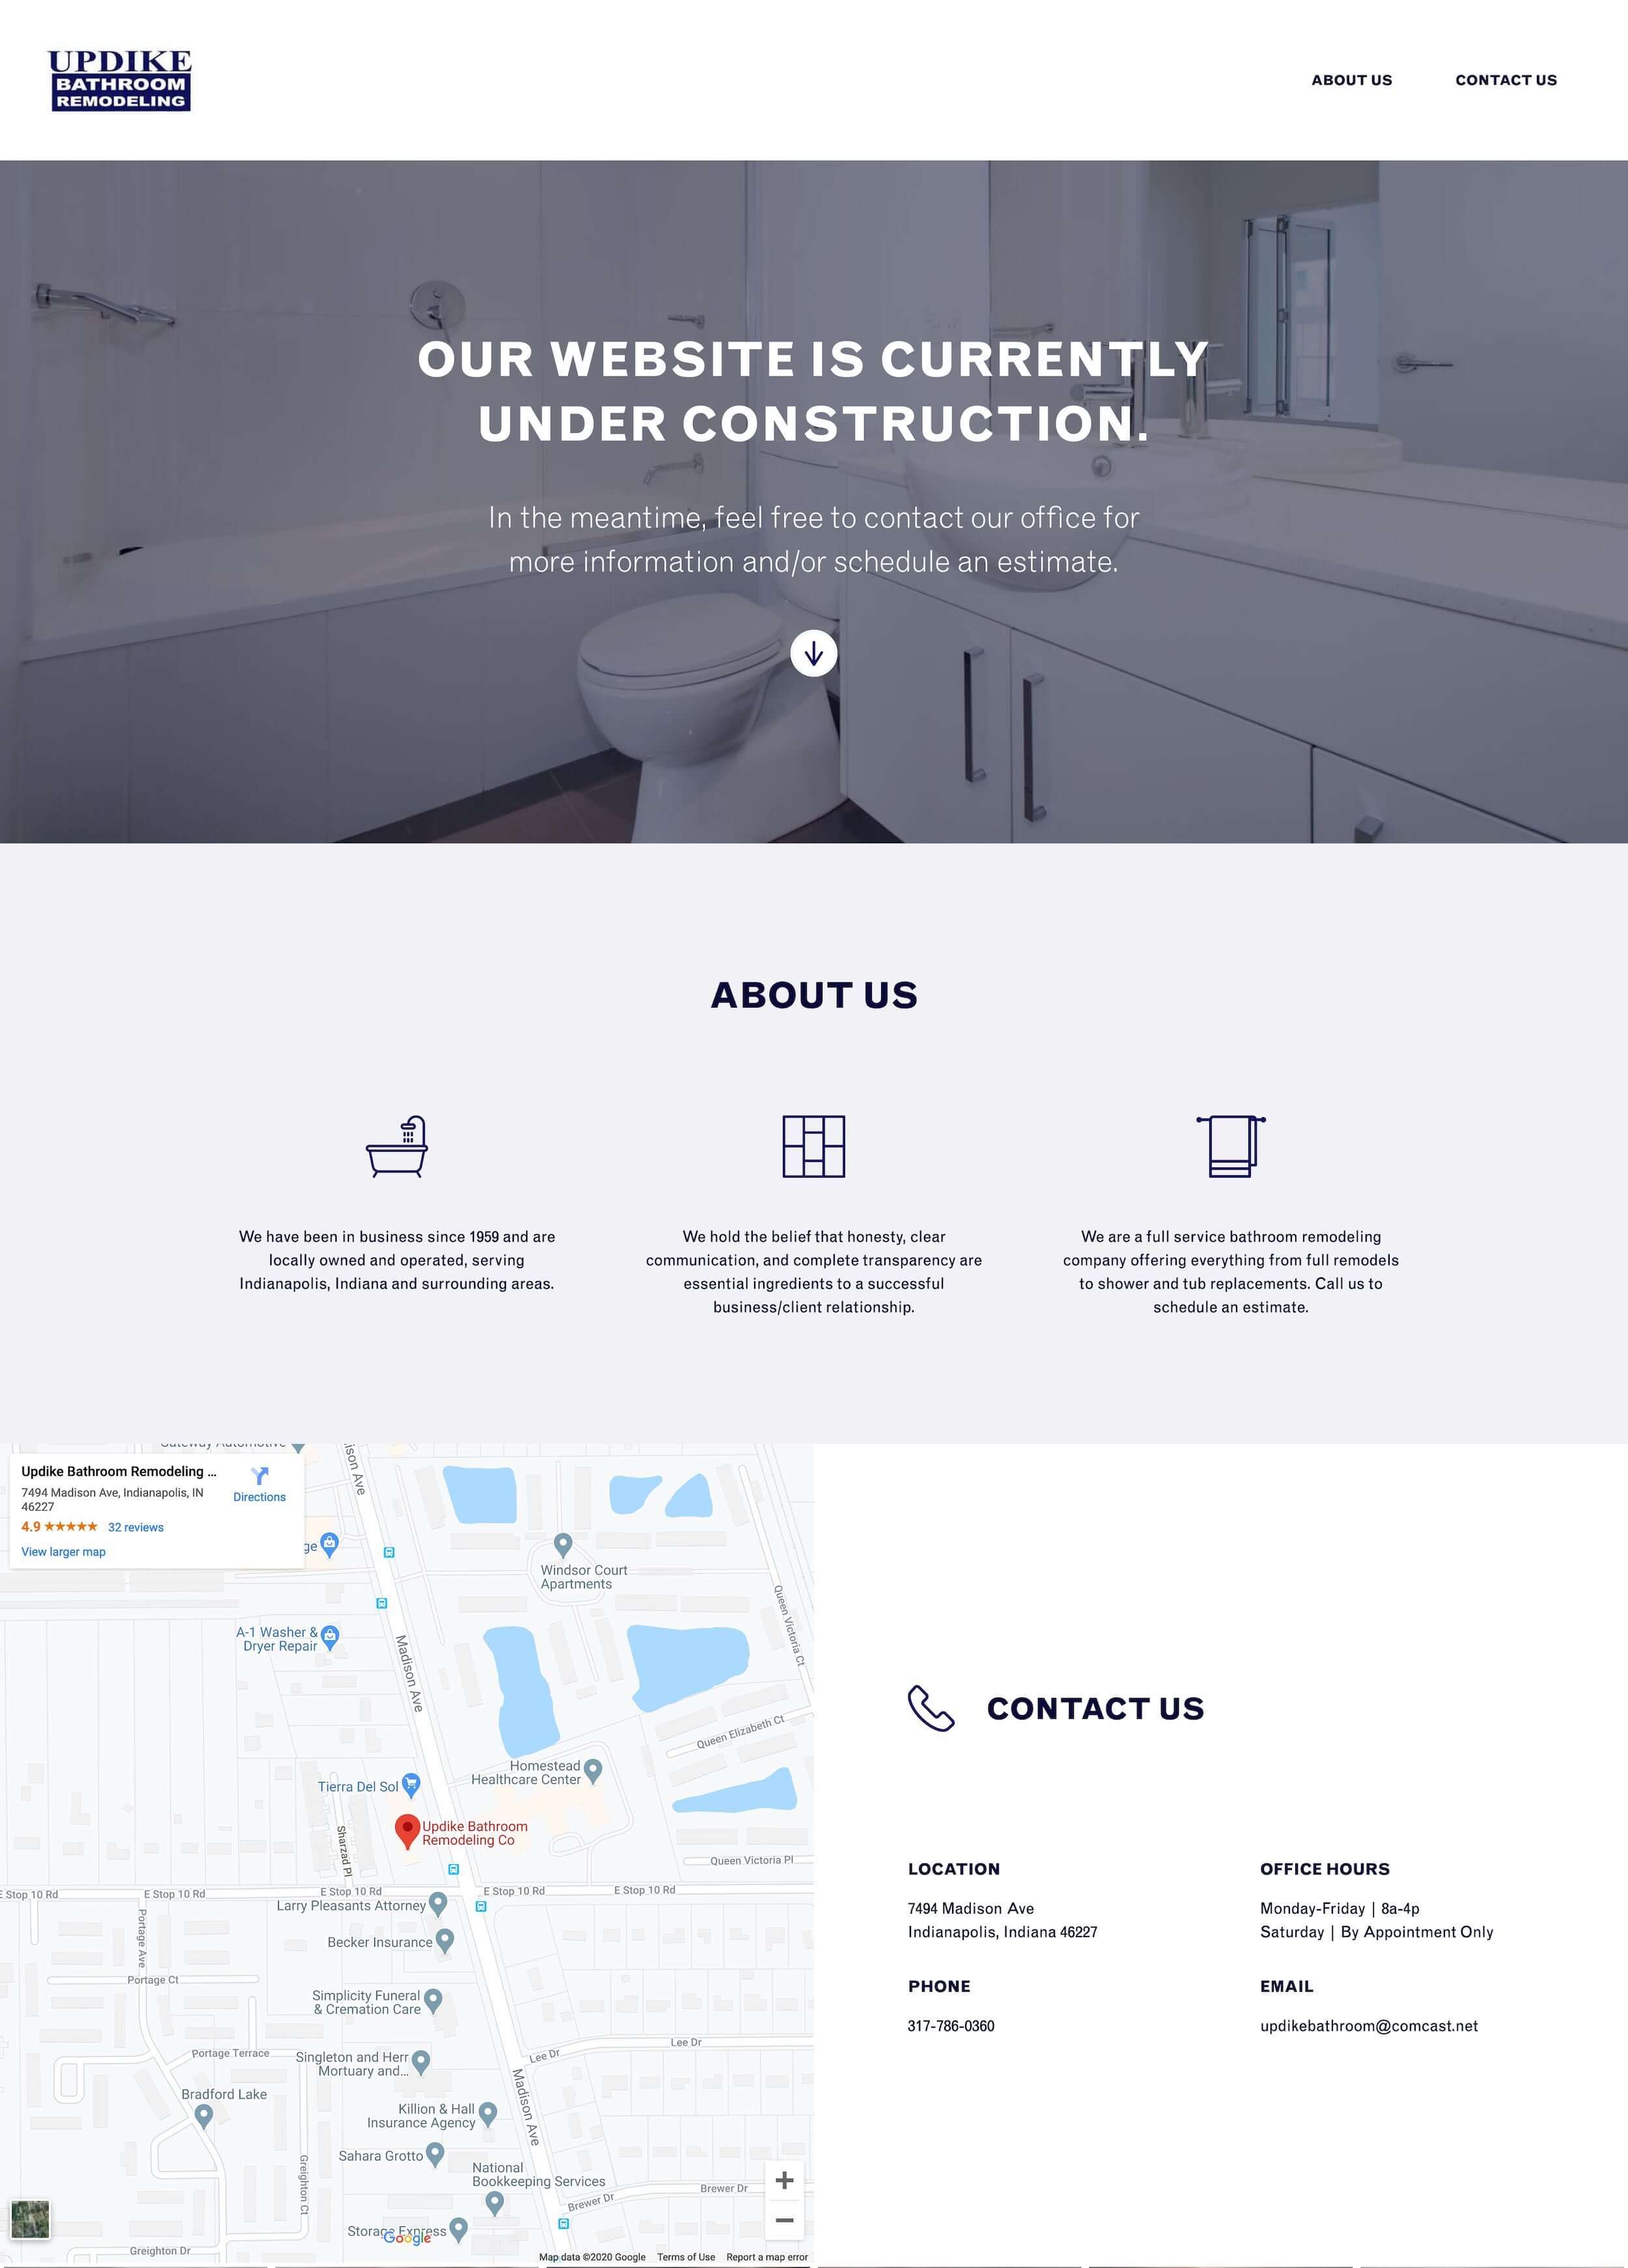 UPDIKE
BATHROOM
REMODELING
ABOUT US
CONTACT US
OUR WEBSITE IS CURRENTLY
UNDER CONSTRUCTION.
In the meantime, feel free to contact our office for
more information and/or schedule an estimate.
ABOUT US
We have been in business since 1959 and are
locally owned and operated, serving
Indianapolis, Indiana and surrounding areas.
We hold the belief that honesty, clear
communication, and complete transparency are
essential ingredients to a successful
business/client relationship.
We are a full service bathroom remodeling
company offering everything from full remodels
to shower and tub replacements. Call us to
schedule an estimate.
Gateway Automotive
ison Ave
Updike Bathroom Remodeling ...
7494 Madison Ave, Indianapolis, IN
46227
Directions
4.9 ★★★★★ 32 reviews
View larger map
ge
Windsor Court
Apartments
Queen Victoria Ct
A-1 Washer &
Dryer Repair
Madison Ave
Queen Elizabeth Ct
Homestead
Healthcare Center
Tierra Del Sol
Updike Bathroom
Remodeling Co
Sharzad Pl
Queen Victoria Pl
E Stop 10 Rd
E Stop 10 Rd
E Stop 10 Rd
E Stop 10 Rd
E Stop 10 Rd
Larry Pleasants Attorney
Portage Ave
Becker Insurance
Portage Ct
Simplicity Funeral
& Cremation Care
Lee Dr
Lee Dr
Portage Terrace
Singleton and Herr
Mortuary and...
Madison Ave
Bradford Lake
Killion & Hall
Insurance Agency
Sahara Grotto
Greighton Ct
National
Bookkeeping Services
Brewer Dr
Brewer Dr
Storage Express
Google
Greighton Dr
Map data ©2020 Google
Terms of Use
Report a map error
CONTACT US
LOCATION
7494 Madison Ave
Indianapolis, Indiana 46227
OFFICE HOURS
Monday-Friday | 8a-4p
Saturday | By Appointment Only
PHONE
317-786-0360
EMAIL
updikebathroom@comcast.net